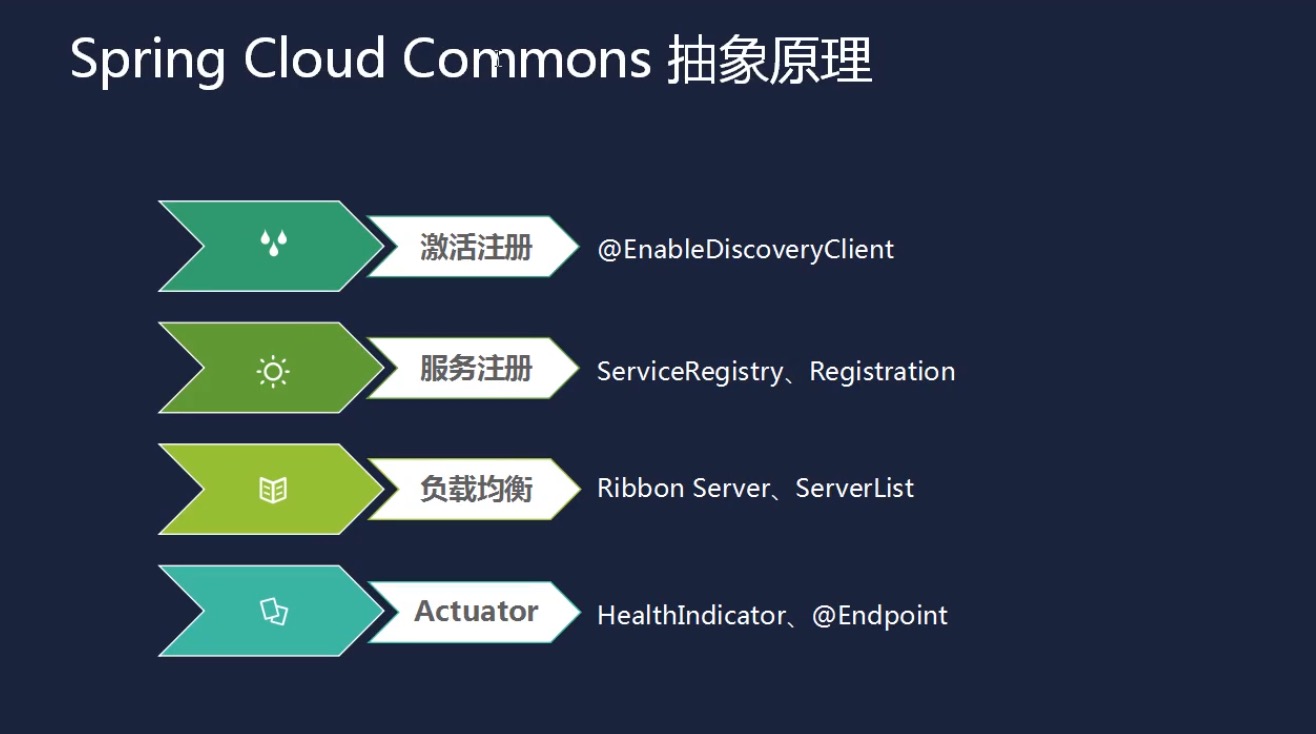 Spring Cloud Commons 抽象原理
激活注册 @EnableDiscoveryClient
服务注册 ServiceRegistry、Registration
负载均衡 Ribbon Server、ServerList
Actuator HealthIndicator、@Endpoint